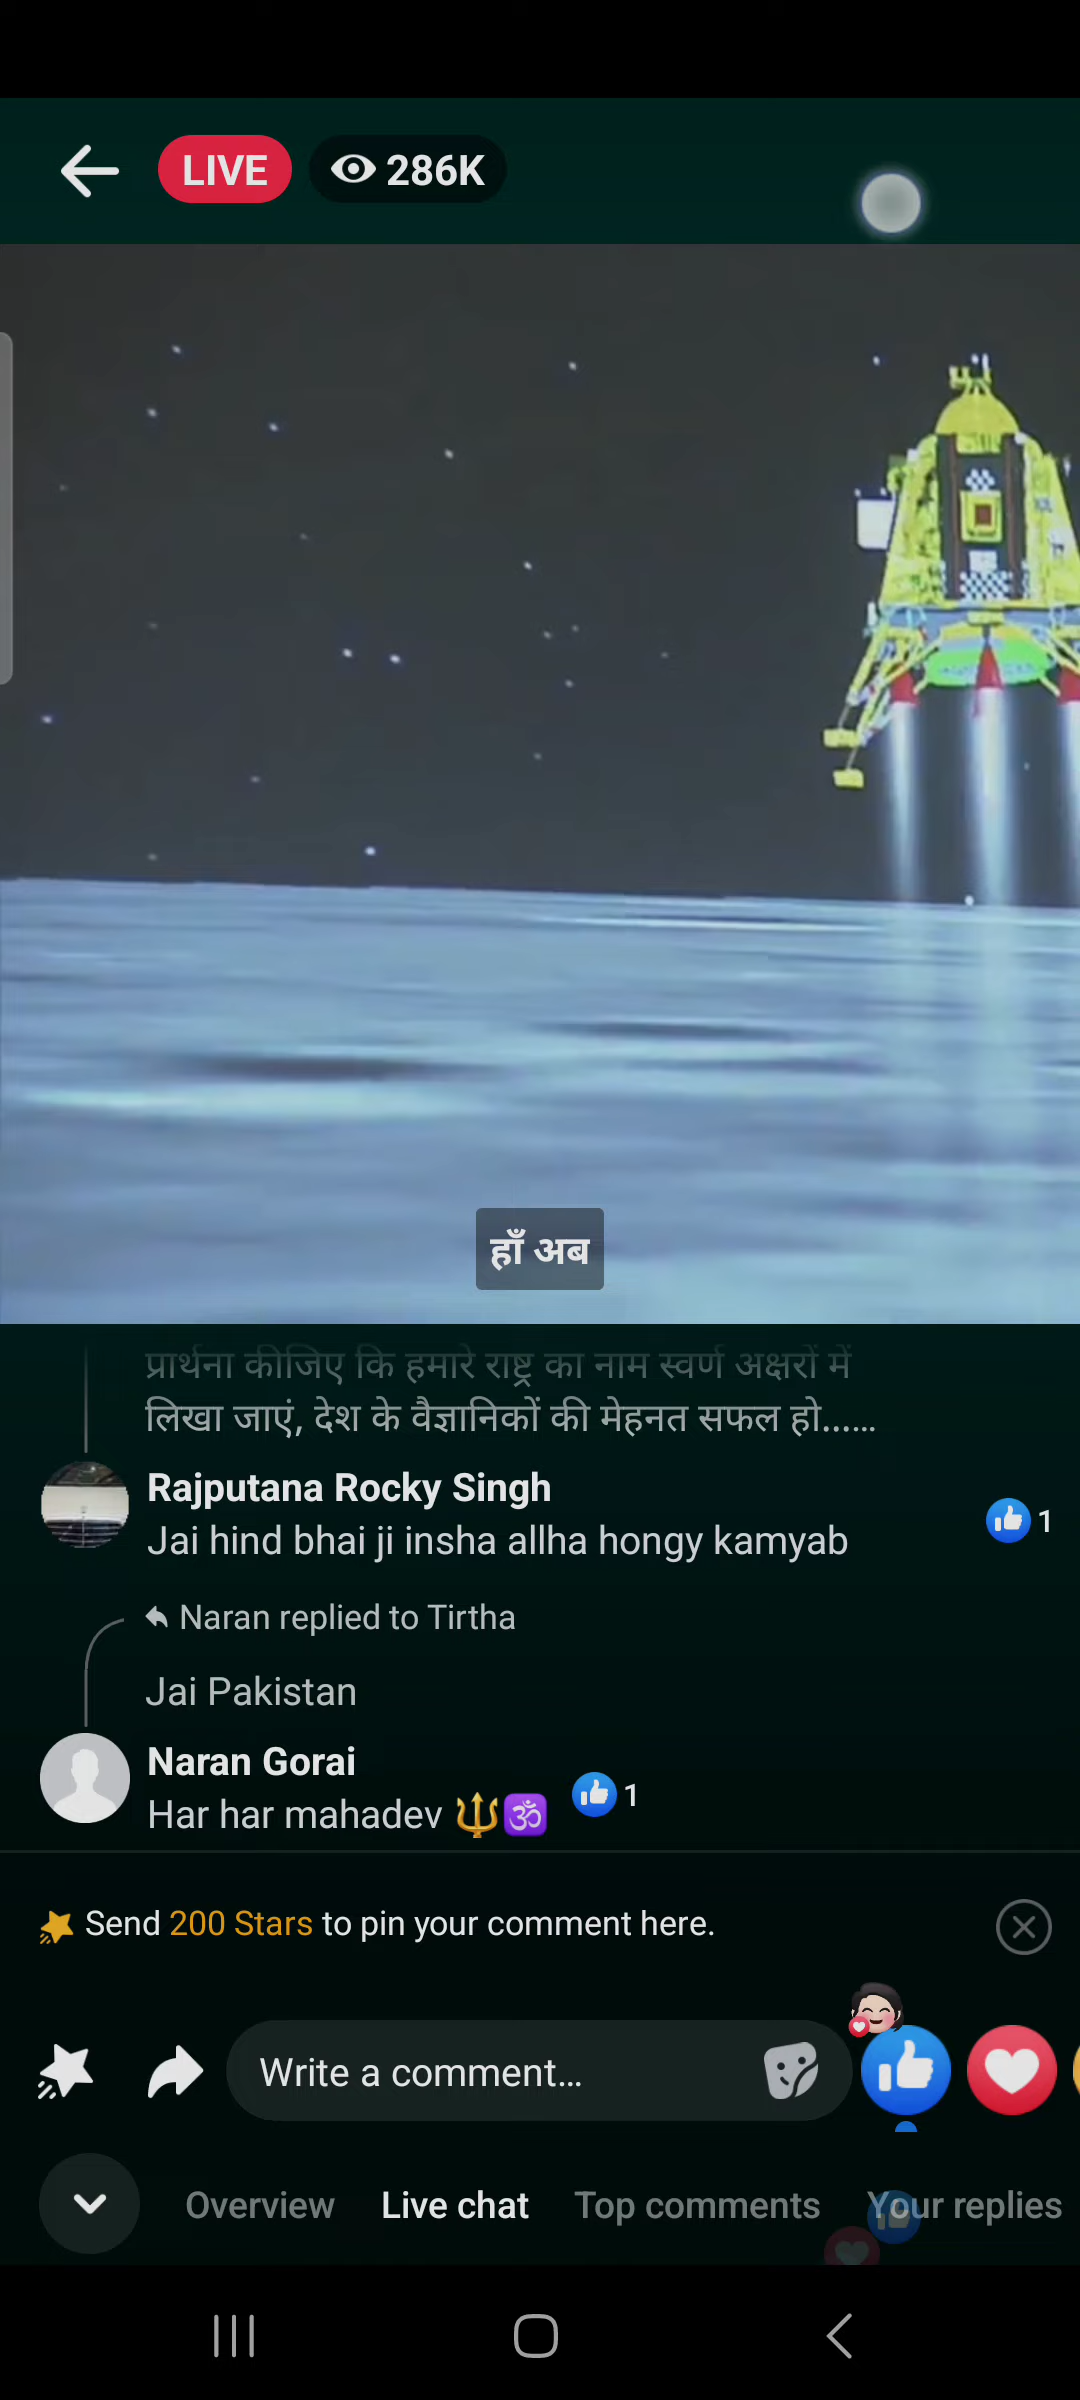 LIVE 286K
हाँ अब
प्रार्थना कीजिए कि हमारे राष्ट्र का नाम स्वर्ण अक्षरों में
लिखा जाएं, देश के वैज्ञानिकों की मेहनत सफल हो......
Rajputana Rocky Singh
Jai hind bhai ji insha allha hongy kamyab 1
Naran replied to Tirtha
Jai Pakistan
Naran Gorai
Har har mahadev 🔱🕉️ 1
Send 200 Stars to pin your comment here.
Write a comment...
Overview Live chat Top comments Your replies